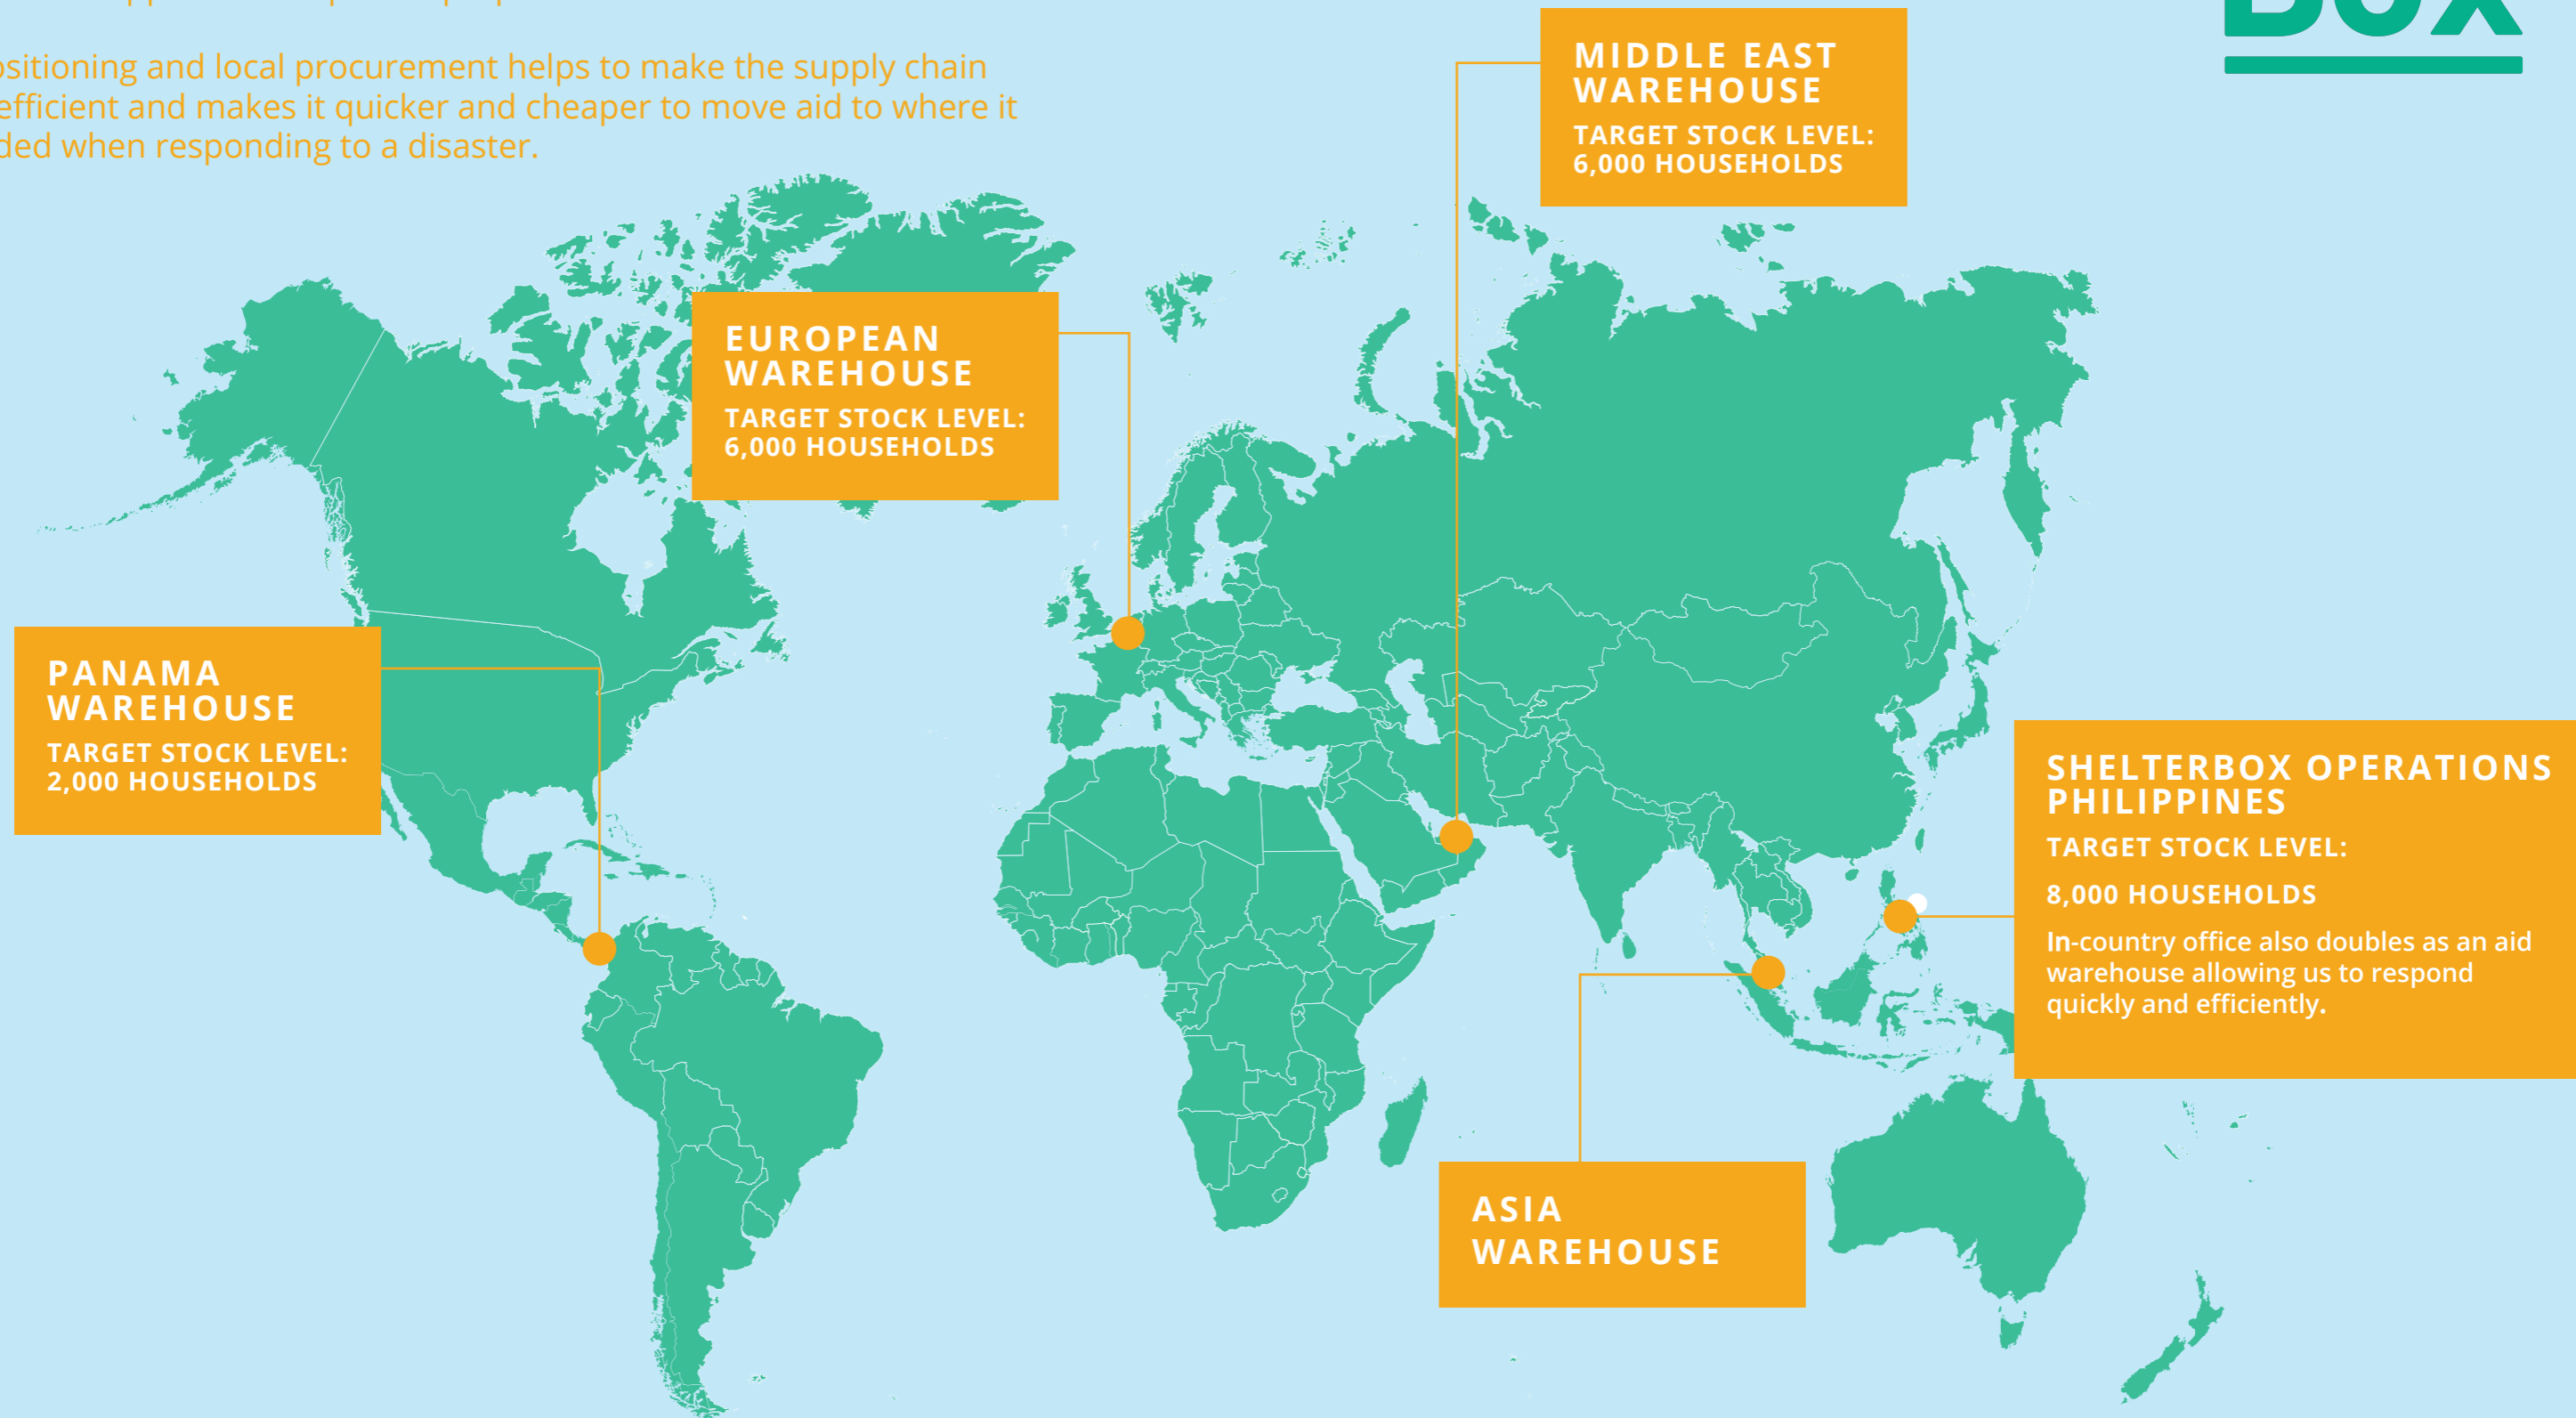 ositioning and local procurement helps to make the supply chain
efficient and makes it quicker and cheaper to move aid to where it
ded when responding to a disaster.
BOX
MIDDLE EAST
WAREHOUSE
TARGET STOCK LEVEL:
6,000 HOUSEHOLDS
EUROPEAN
WAREHOUSE
TARGET STOCK LEVEL:
6,000 HOUSEHOLDS
PANAMA
WAREHOUSE
TARGET STOCK LEVEL:
2,000 HOUSEHOLDS
SHELTERBOX OPERATIONS
PHILIPPINES
TARGET STOCK LEVEL:
8,000 HOUSEHOLDS
In-country office also doubles as an aid
warehouse allowing us to respond
quickly and efficiently.
ASIA
WAREHOUSE